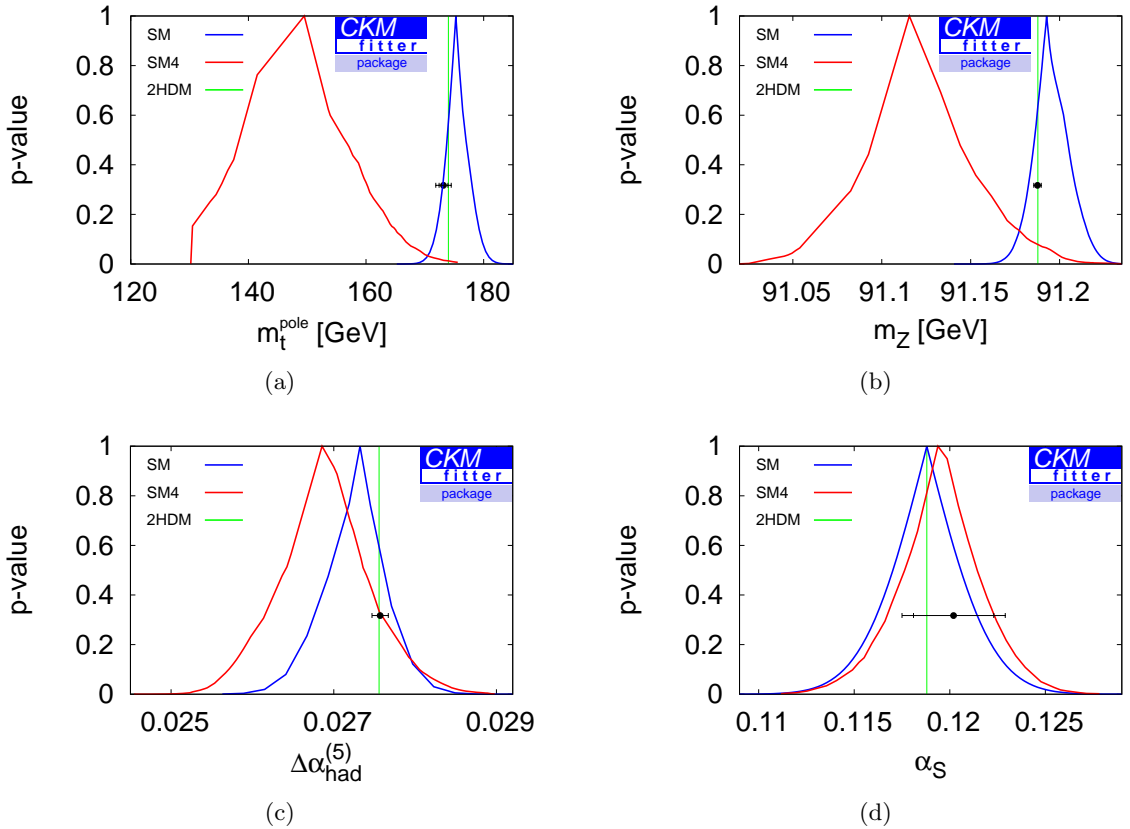 p-value
1
0.8
0.6
0.4
0.2
0
SM
SM4
2HDM
CKM
fitter
package
120 140 160 180
m_t^pole [GeV]
(a)
p-value
1
0.8
0.6
0.4
0.2
0
SM
SM4
2HDM
CKM
fitter
package
91.05 91.1 91.15 91.2
m_Z [GeV]
(b)
p-value
1
0.8
0.6
0.4
0.2
0
SM
SM4
2HDM
CKM
fitter
package
0.025 0.027 0.029
Δα_had^(5)
(c)
p-value
1
0.8
0.6
0.4
0.2
0
SM
SM4
2HDM
CKM
fitter
package
0.11 0.115 0.12 0.125
α_S
(d)